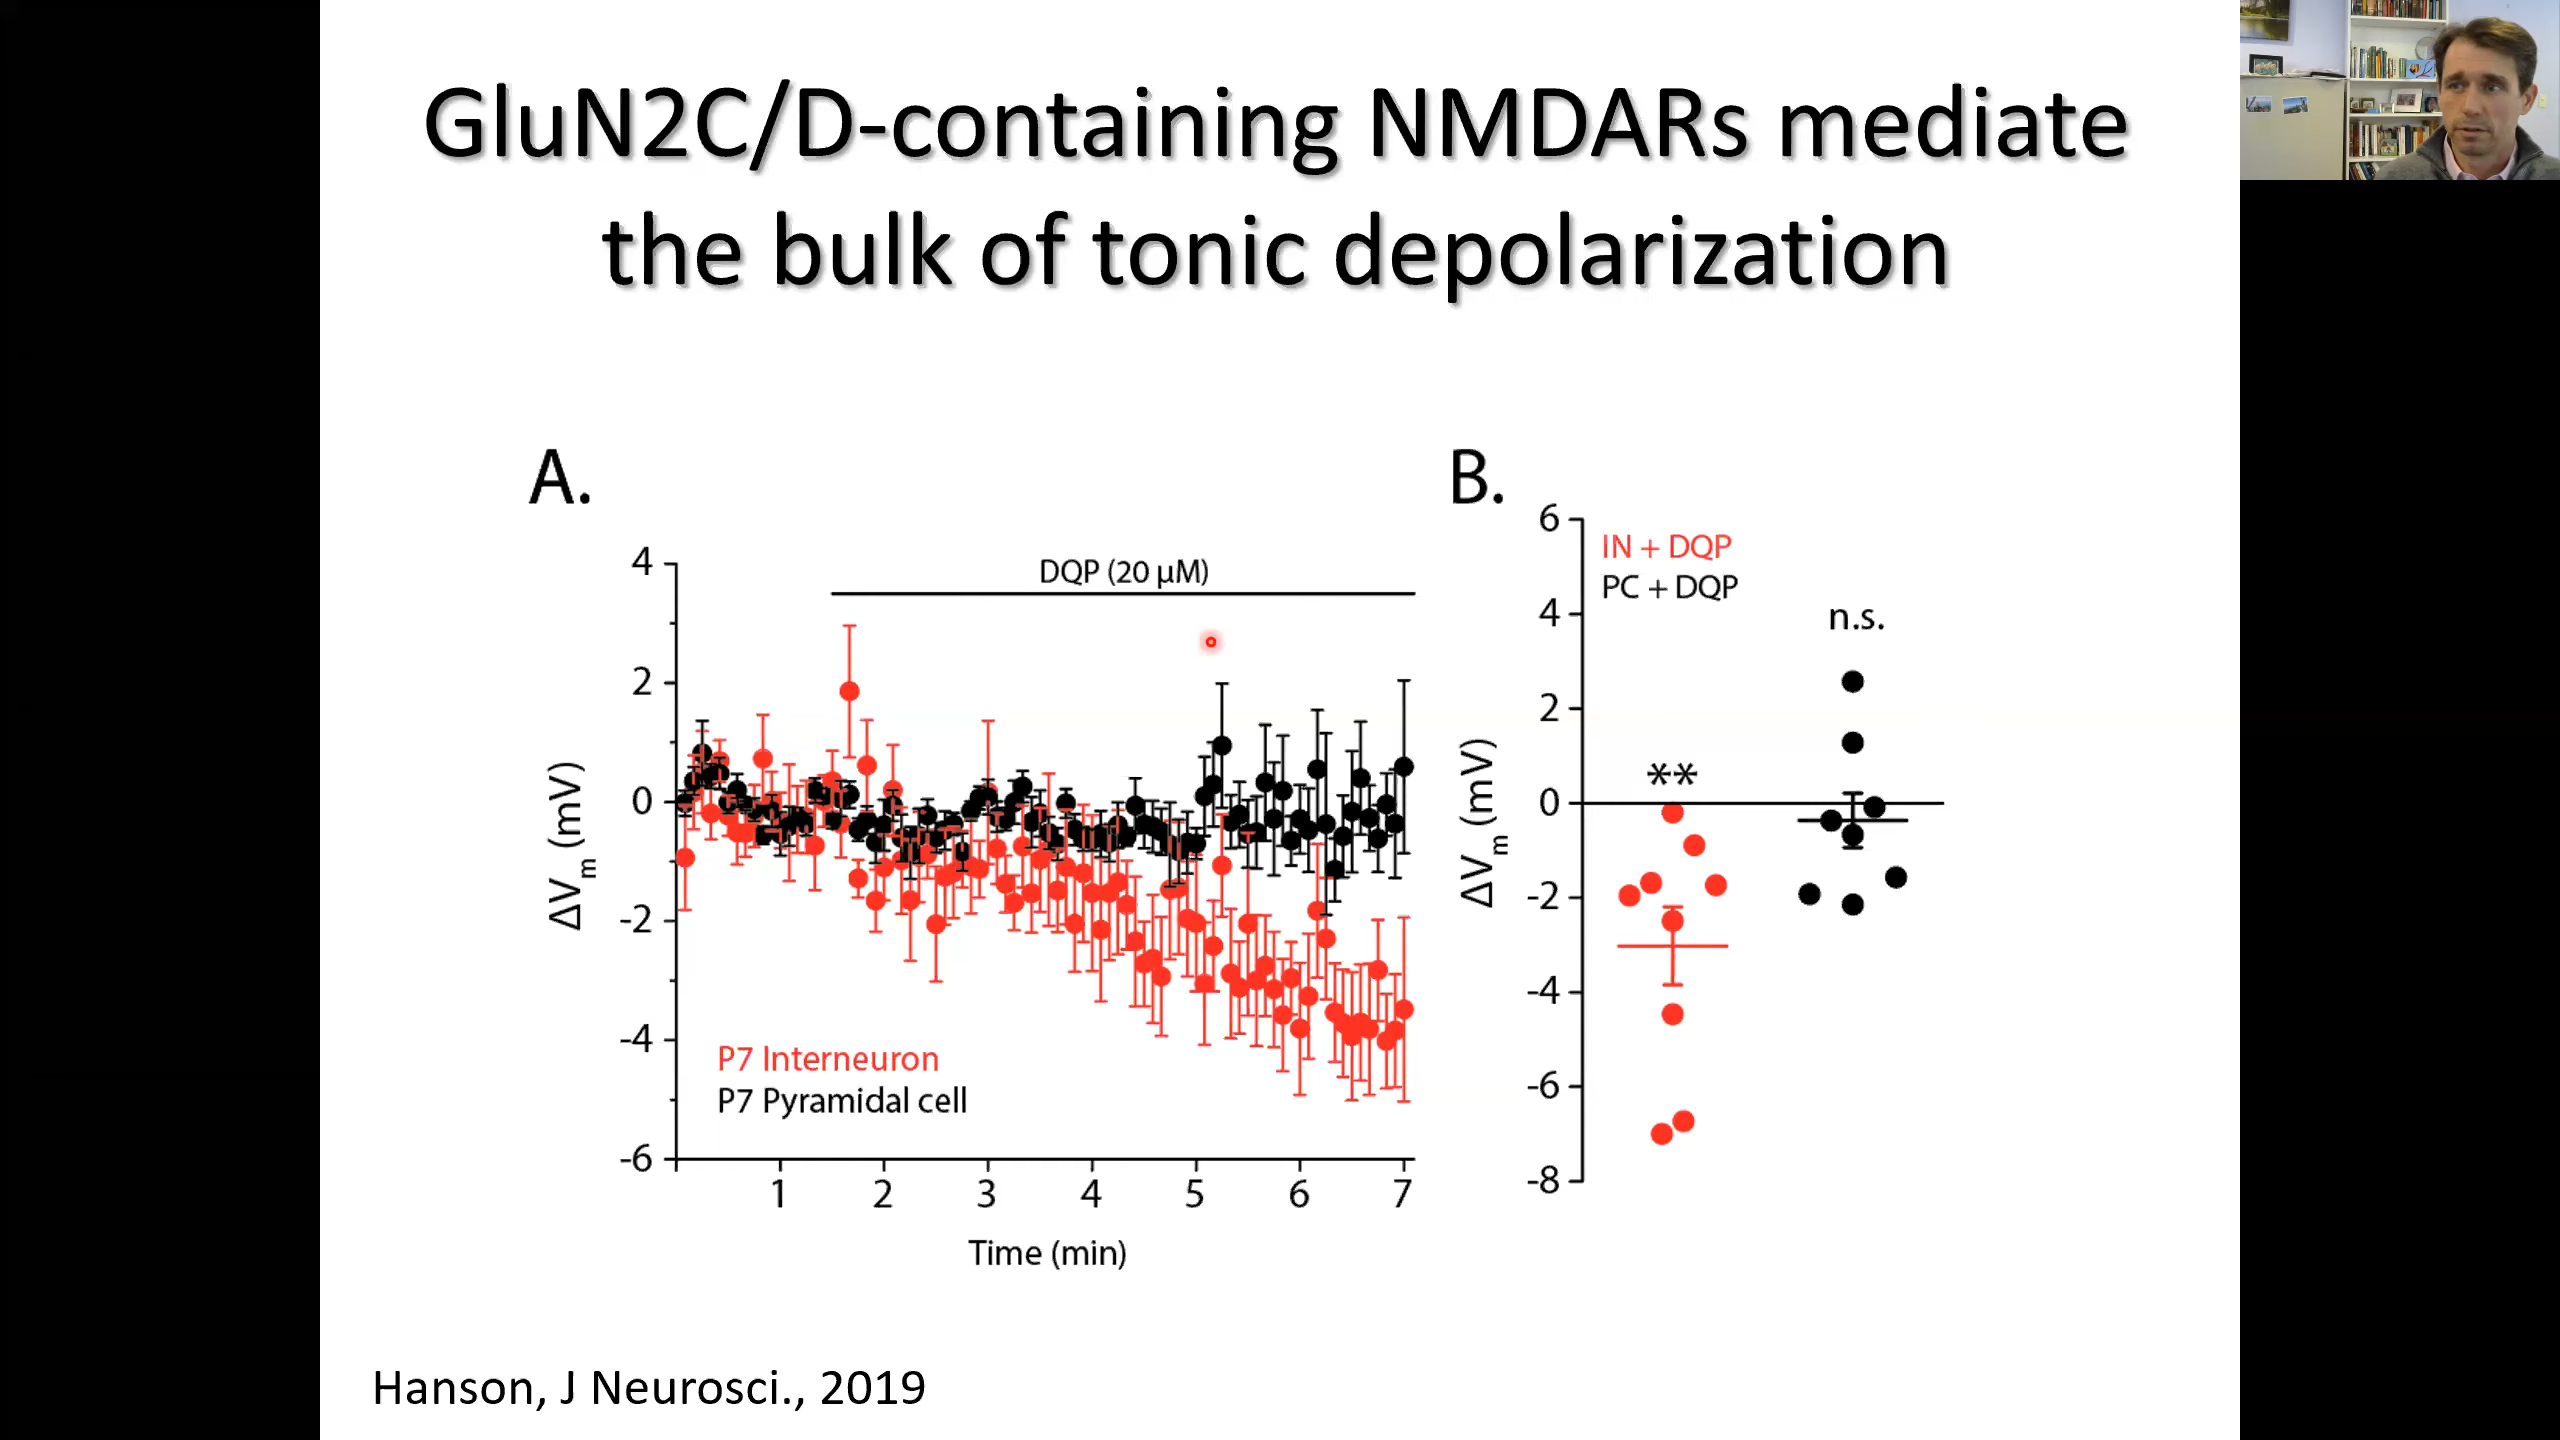 GluN2C/D-containing NMDARs mediate
the bulk of tonic depolarization
A.
DQP (20 µM)
4
2
0
-2
-4
-6
ΔVm (mV)
P7 Interneuron
P7 Pyramidal cell
1 2 3 4 5 6 7
Time (min)
B.
6
4
2
0
-2
-4
-6
-8
ΔVm (mV)
IN + DQP
PC + DQP
n.s.
**
Hanson, J Neurosci., 2019